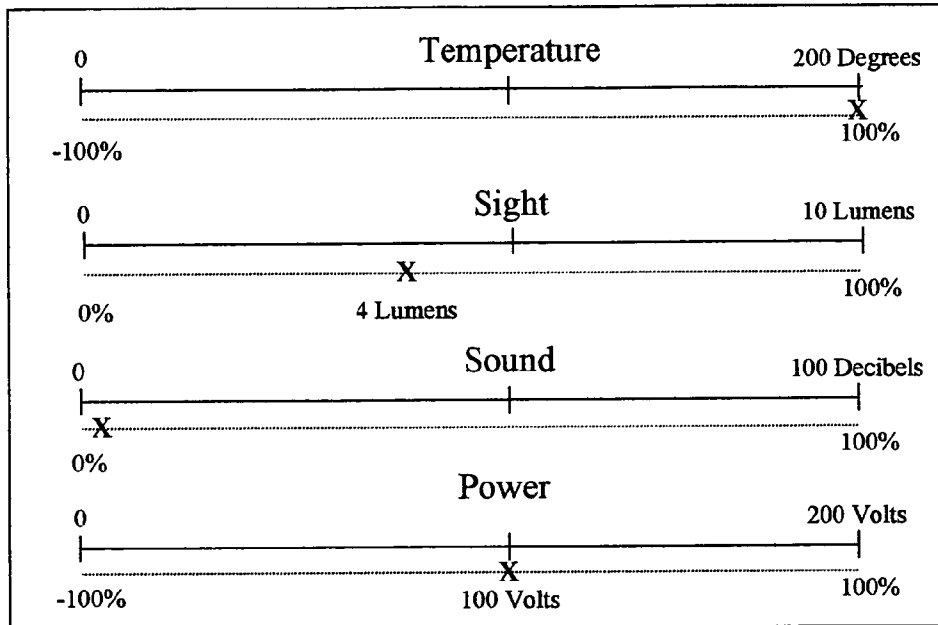 Temperature
0 200 Degrees
X
-100% 100%
Sight
0 10 Lumens
X
0% 4 Lumens 100%
Sound
0 100 Decibels
X
0% 100%
Power
0 200 Volts
X
-100% 100 Volts 100%